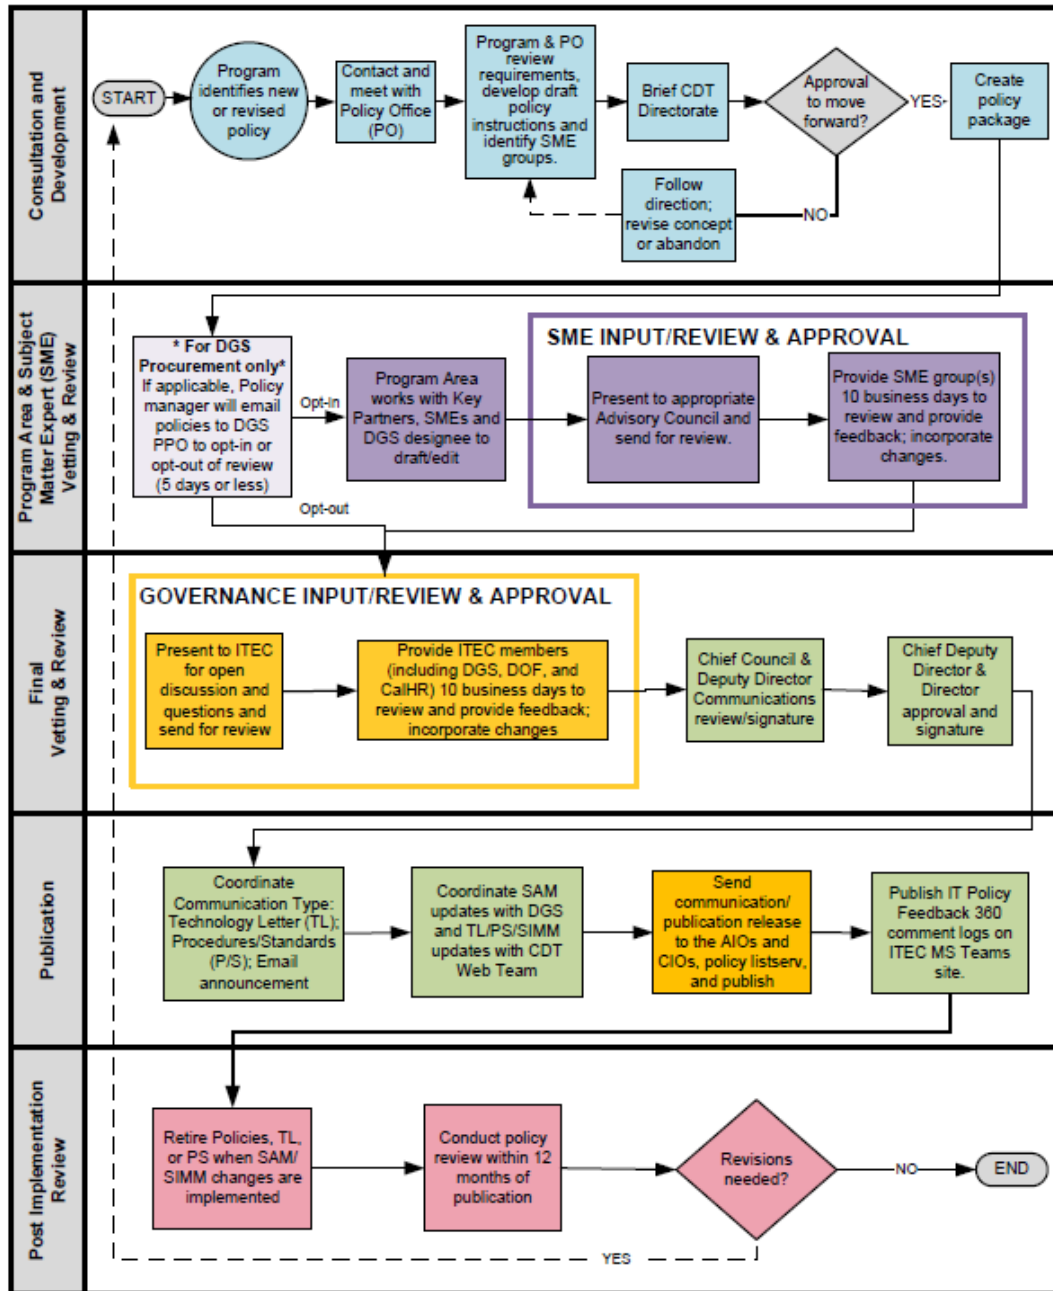 Consultation and
Development
START
Program
identifies new
or revised
policy
Contact and
meet with
Policy Office
(PO)
Program & PO
review
requirements,
develop draft
policy
instructions and
identify SME
groups.
Brief CDT
Directorate
Approval
to move
forward?
YES
Create
policy
package
NO
Follow
direction;
revise concept
or abandon
Program Area & Subject
Matter Expert (SME)
Vetting & Review
* For DGS
Procurement only*
If applicable, Policy
manager will email
policies to DGS
PPO to opt-in or
opt-out of review
(5 days or less)
Opt-in
Opt-out
Program Area
works with Key
Partners, SMEs and
DGS designee to
draft/edit
SME INPUT/REVIEW & APPROVAL
Present to appropriate
Advisory Council and
send for review.
Provide SME group(s)
10 business days to
review and provide
feedback; incorporate
changes.
Final
Vetting & Review
GOVERNANCE INPUT/REVIEW & APPROVAL
Present to ITEC
for open
discussion and
questions and
send for review
Provide ITEC members
(including DGS, DOF, and
CalHR) 10 business days to
review and provide feedback;
incorporate changes
Chief Council &
Deputy Director
Communications
review/signature
Chief Deputy
Director &
Director
approval and
signature
Publication
Coordinate
Communication Type:
Technology Letter (TL);
Procedures/Standards
(P/S); Email
announcement
Coordinate SAM
updates with DGS
and TL/PS/SIMM
updates with CDT
Web Team
Send
communication/
publication release
to the AIOs and
CIOs, policy listserv,
and publish
Publish IT Policy
Feedback 360
comment logs on
ITEC MS Teams
site.
Post Implementation
Review
Retire Policies, TL,
or PS when SAM/
SIMM changes are
implemented
Conduct policy
review within 12
months of
publication
Revisions
needed?
NO
END
YES